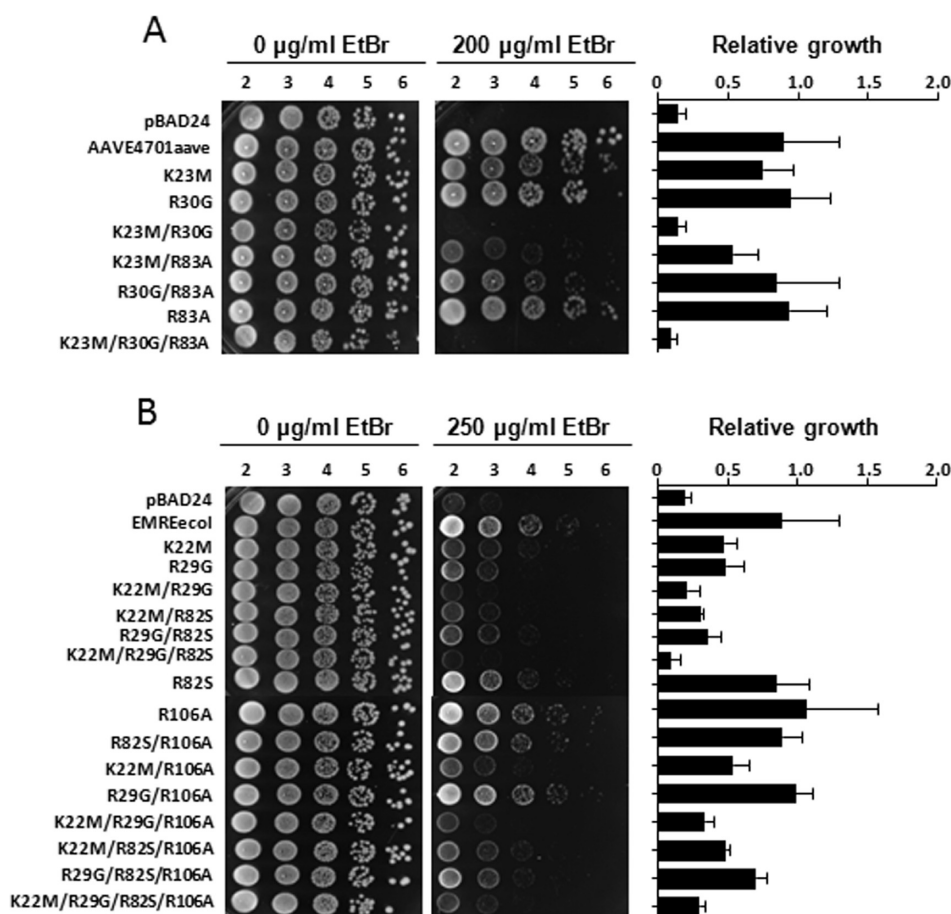 A
0 µg/ml EtBr 200 µg/ml EtBr Relative growth
2 3 4 5 6 2 3 4 5 6 0 0.5 1.0 1.5 2.0
pBAD24
AAVE4701aave
K23M
R30G
K23M/R30G
K23M/R83A
R30G/R83A
R83A
K23M/R30G/R83A
B
0 µg/ml EtBr 250 µg/ml EtBr Relative growth
2 3 4 5 6 2 3 4 5 6 0 0.5 1.0 1.5 2.0
pBAD24
EMREecol
K22M
R29G
K22M/R29G
K22M/R82S
R29G/R82S
K22M/R29G/R82S
R82S
R106A
R82S/R106A
K22M/R106A
R29G/R106A
K22M/R29G/R106A
K22M/R82S/R106A
R29G/R82S/R106A
K22M/R29G/R82S/R106A